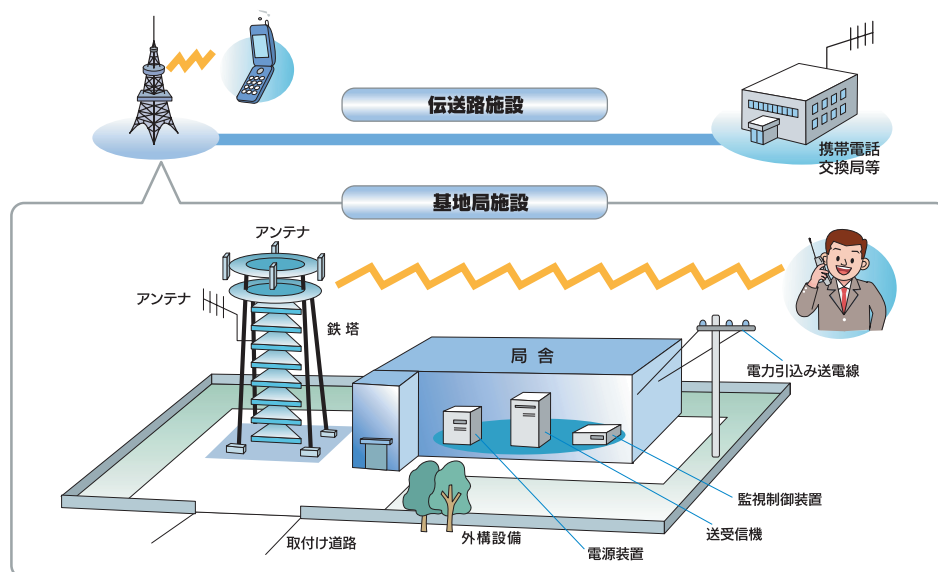 伝送路施設
携帯電話
交換局等
基地局施設
アンテナ
アンテナ
鉄塔
局舎
電力引込み送電線
監視制御装置
送受信機
電源装置
外構設備
取付け道路